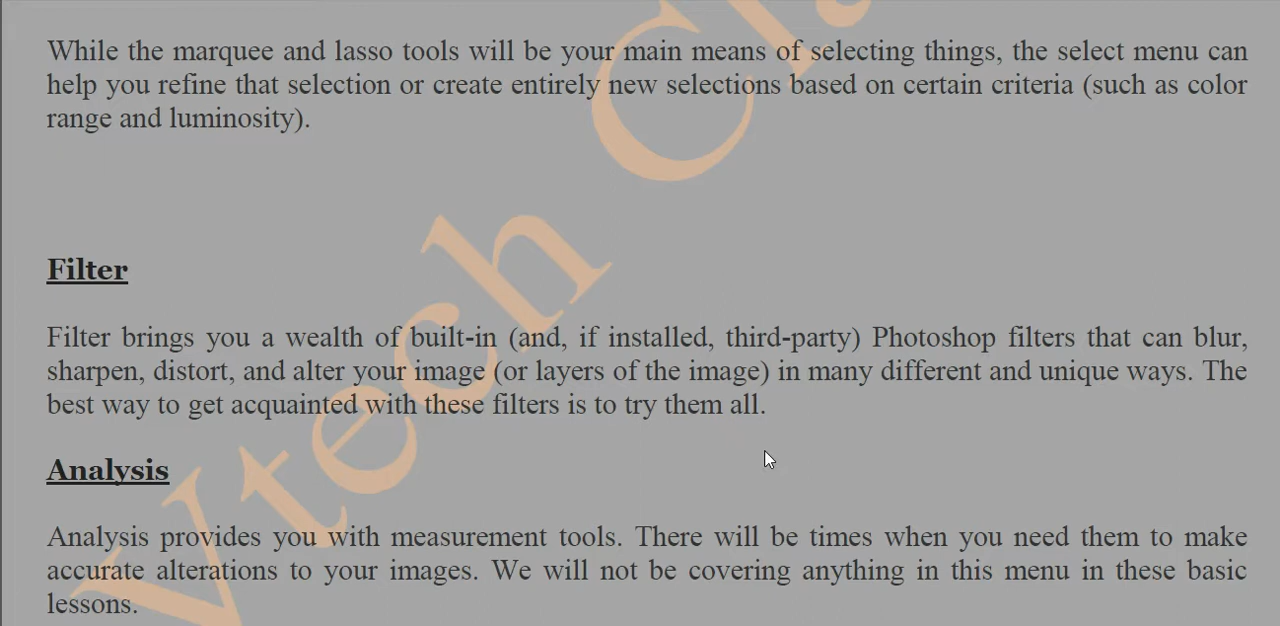 While the marquee and lasso tools will be your main means of selecting things, the select menu can
help you refine that selection or create entirely new selections based on certain criteria (such as color
range and luminosity).
Filter
Filter brings you a wealth of built-in (and, if installed, third-party) Photoshop filters that can blur,
sharpen, distort, and alter your image (or layers of the image) in many different and unique ways. The
best way to get acquainted with these filters is to try them all.
Analysis
Analysis provides you with measurement tools. There will be times when you need them to make
accurate alterations to your images. We will not be covering anything in this menu in these basic
lessons.
Vtech